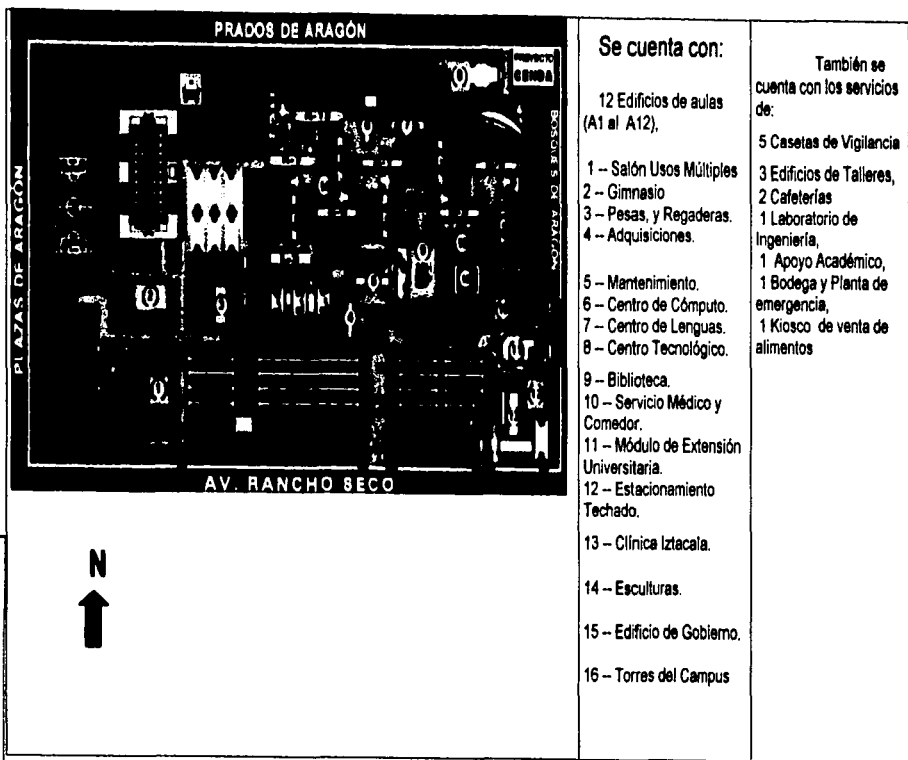 PRADOS DE ARAGÓN
PROYECTO
SENDA
PLAZAS DE ARAGÓN
BOSQUES DE ARAGÓN
AV. RANCHO SECO
N
Se cuenta con:
12 Edificios de aulas
(A1 al A12),
1 – Salón Usos Múltiples
2 – Gimnasio
3 – Pesas, y Regaderas.
4 – Adquisiciones.
5 – Mantenimiento.
6 – Centro de Cómputo.
7 – Centro de Lenguas.
8 – Centro Tecnológico.
9 – Biblioteca.
10 – Servicio Médico y
Comedor.
11 – Módulo de Extensión
Universitaria.
12 – Estacionamiento
Techado.
13 – Clínica Iztacala.
14 – Esculturas.
15 – Edificio de Gobierno.
16 – Torres del Campus
También se
cuenta con los servicios
de:
5 Casetas de Vigilancia
3 Edificios de Talleres,
2 Cafeterías
1 Laboratorio de
Ingeniería,
1 Apoyo Académico,
1 Bodega y Planta de
emergencia,
1 Kiosco de venta de
alimentos